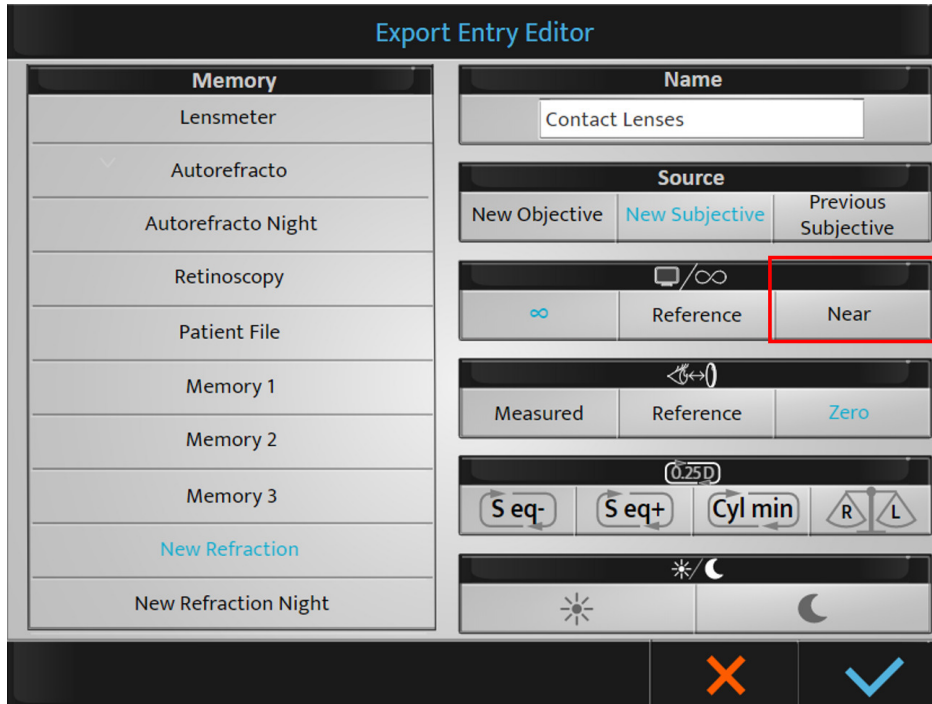 Export Entry Editor
Memory
Lensmeter
Autorefracto
Autorefracto Night
Retinoscopy
Patient File
Memory 1
Memory 2
Memory 3
New Refraction
New Refraction Night
Name
Contact Lenses
Source
New Objective
New Subjective
Previous
Subjective
/∞
∞
Reference
Near
Measured
Reference
Zero
0.25D
S eq-
S eq+
Cyl min
R
L
/